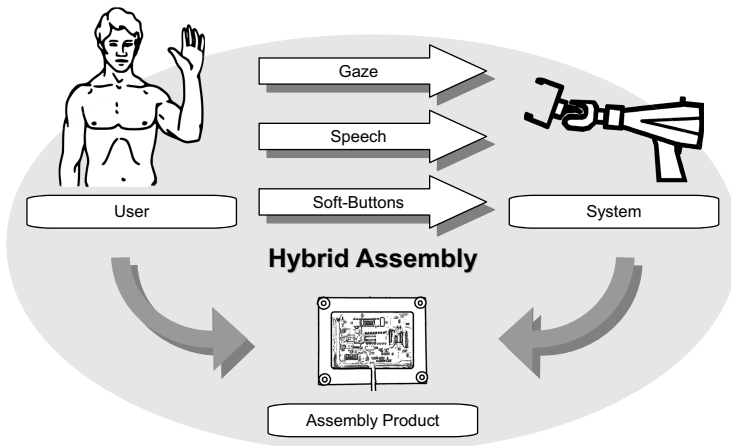 Gaze
Speech
Soft-Buttons
User
System
Hybrid Assembly
Assembly Product